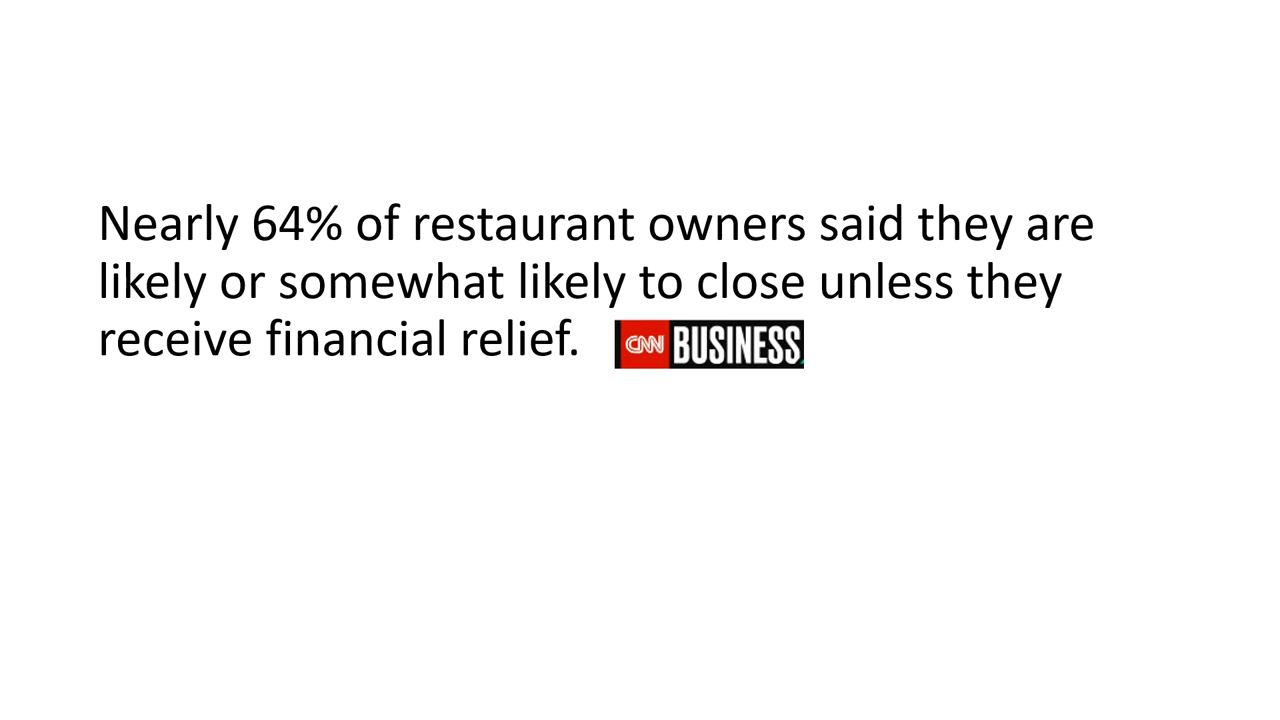 Nearly 64% of restaurant owners said they are
likely or somewhat likely to close unless they
receive financial relief. CNN BUSINESS